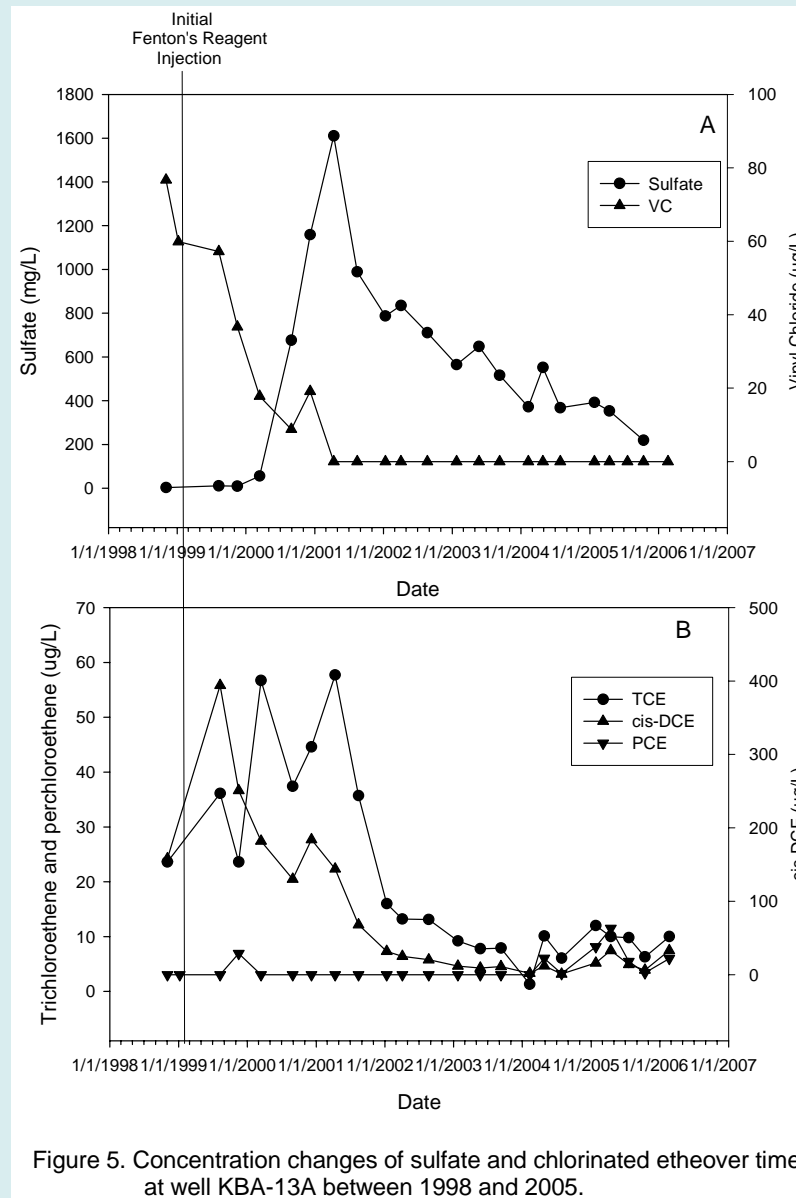 Initial
Fenton's Reagent
Injection
A
1800
1600
1400
1200
1000
800
600
400
200
0
Sulfate (mg/L)
100
80
60
40
20
0
Vinyl Chloride (µg/L)
Sulfate
VC
1/1/1998 1/1/1999 1/1/2000 1/1/2001 1/1/2002 1/1/2003 1/1/2004 1/1/2005 1/1/2006 1/1/2007
Date
B
70
60
50
40
30
20
10
0
Trichloroethene and perchloroethene (ug/L)
500
400
300
200
100
0
cis-DCE (µg/L)
TCE
cis-DCE
PCE
1/1/1998 1/1/1999 1/1/2000 1/1/2001 1/1/2002 1/1/2003 1/1/2004 1/1/2005 1/1/2006 1/1/2007
Date
Figure 5. Concentration changes of sulfate and chlorinated etheover time
at well KBA-13A between 1998 and 2005.